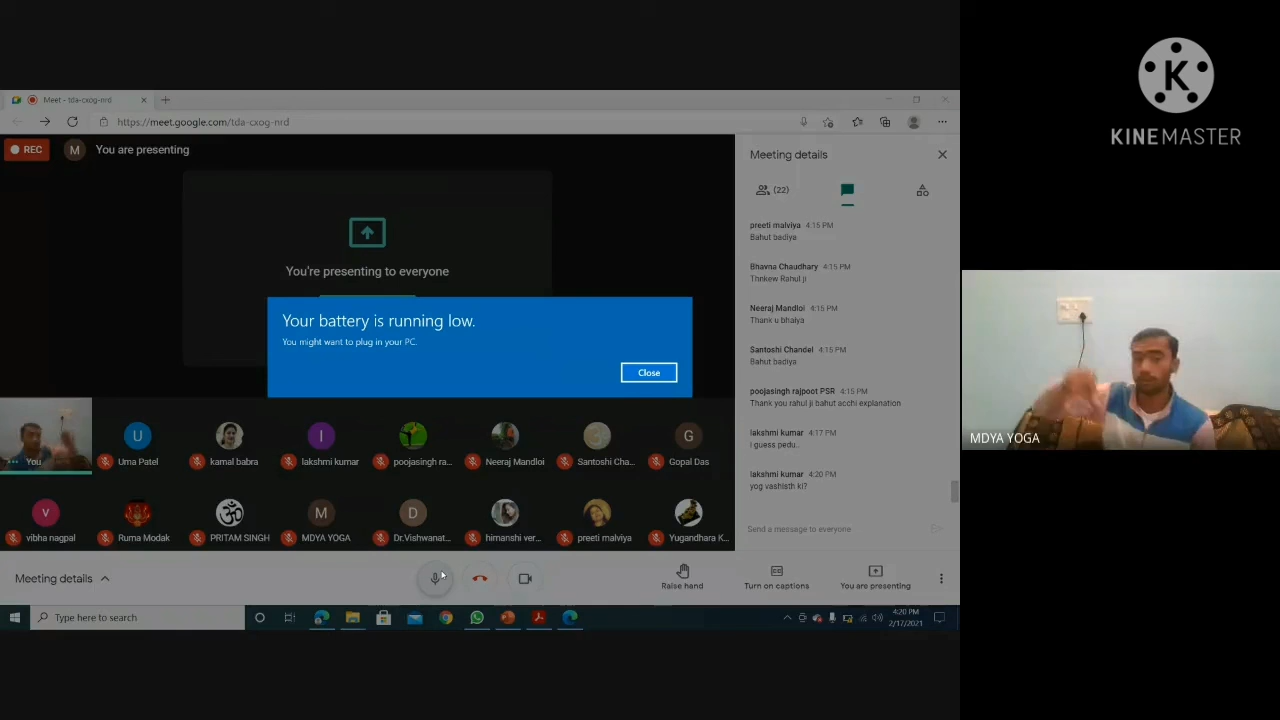 Meet - tda-cxog-nrd
https://meet.google.com/tda-cxog-nrd
REC
M
You are presenting
You're presenting to everyone
Your battery is running low.
You might want to plug in your PC.
Close
You
U
Uma Patel
kamal babra
I
lakshmi kumar
poojasingh ra...
Neeraj Mandloi
Santoshi Cha...
G
Gopal Das
v
vibha nagpal
Ruma Modak
PRITAM SINGH
M
MDYA YOGA
D
Dr.Vishwanat...
himanshi ver...
preeti malviya
Yugandhara K...
Meeting details
(22)
preeti malviya 4:15 PM
Bahut badiya
Bhavna Chaudhary 4:15 PM
Thnkew Rahul ji
Neeraj Mandloi 4:15 PM
Thank u bhaiya
Santoshi Chandel 4:15 PM
Bahut badiya
poojasingh rajpoot PSR 4:15 PM
Thank you rahul ji bahut acchi explanation
lakshmi kumar 4:17 PM
i guess pedu..
lakshmi kumar 4:20 PM
yog vashisth ki?
Send a message to everyone
Meeting details
Raise hand
Turn on captions
You are presenting
Type here to search
4:20 PM
2/17/2021
K
KINEMASTER
MDYA YOGA